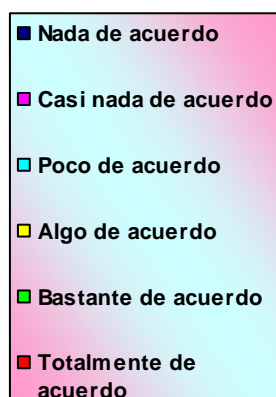 Nada de acuerdo
Casi nada de acuerdo
Poco de acuerdo
Algo de acuerdo
Bastante de acuerdo
Totalmente de
acuerdo